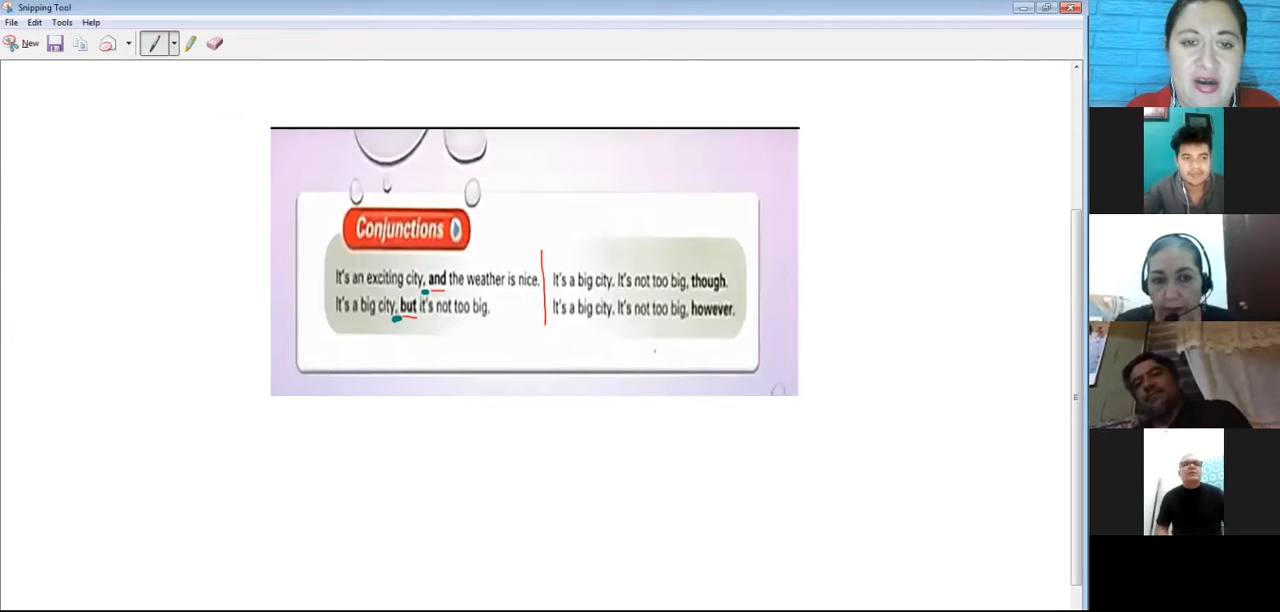 Snipping Tool
File Edit Tools Help
New
Conjunctions
It's an exciting city, and the weather is nice.
It's a big city, but it's not too big.
It's a big city. It's not too big, though.
It's a big city. It's not too big, however.